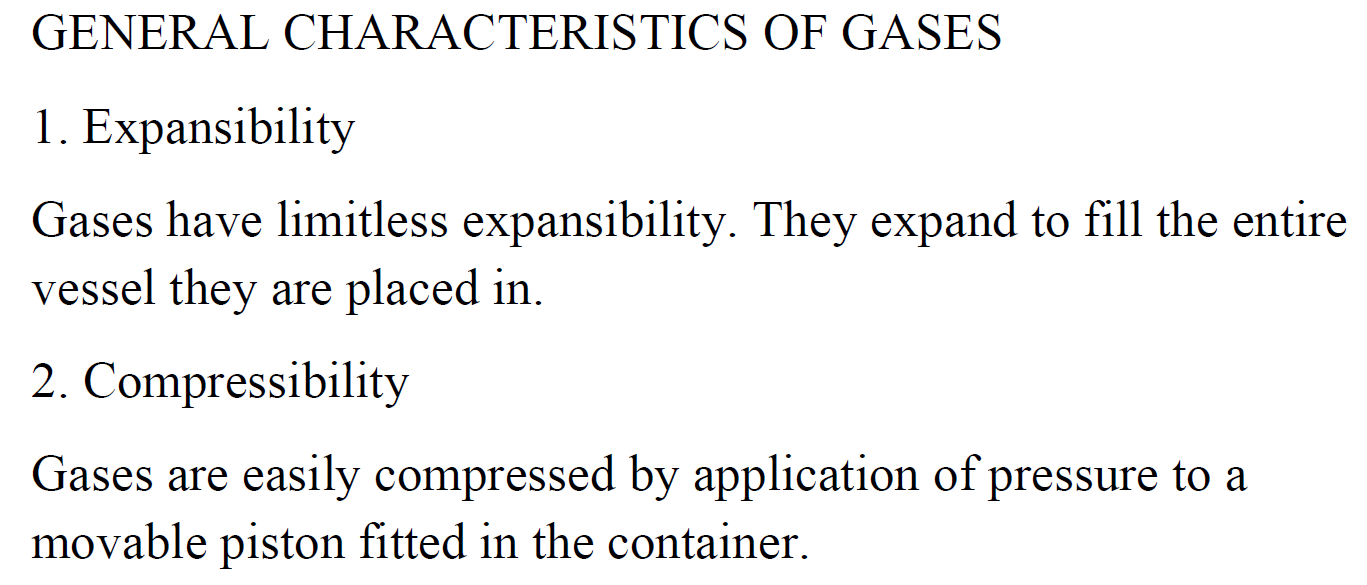 GENERAL CHARACTERISTICS OF GASES
1. Expansibility
Gases have limitless expansibility. They expand to fill the entire
vessel they are placed in.
2. Compressibility
Gases are easily compressed by application of pressure to a
movable piston fitted in the container.